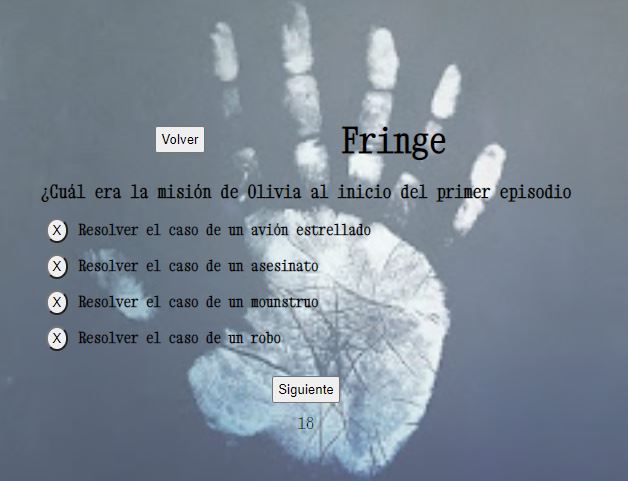 Volver
Fringe
¿Cuál era la misión de Olivia al inicio del primer episodio
X Resolver el caso de un avión estrellado
X Resolver el caso de un asesinato
X Resolver el caso de un mounstruo
X Resolver el caso de un robo
Siguiente
18